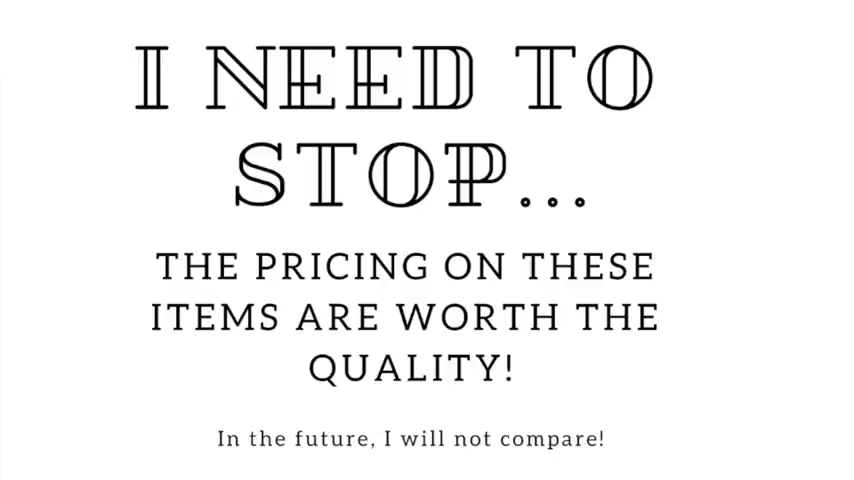 I NEED TO
STOP...
THE PRICING ON THESE
ITEMS ARE WORTH THE
QUALITY!
In the future, I will not compare!